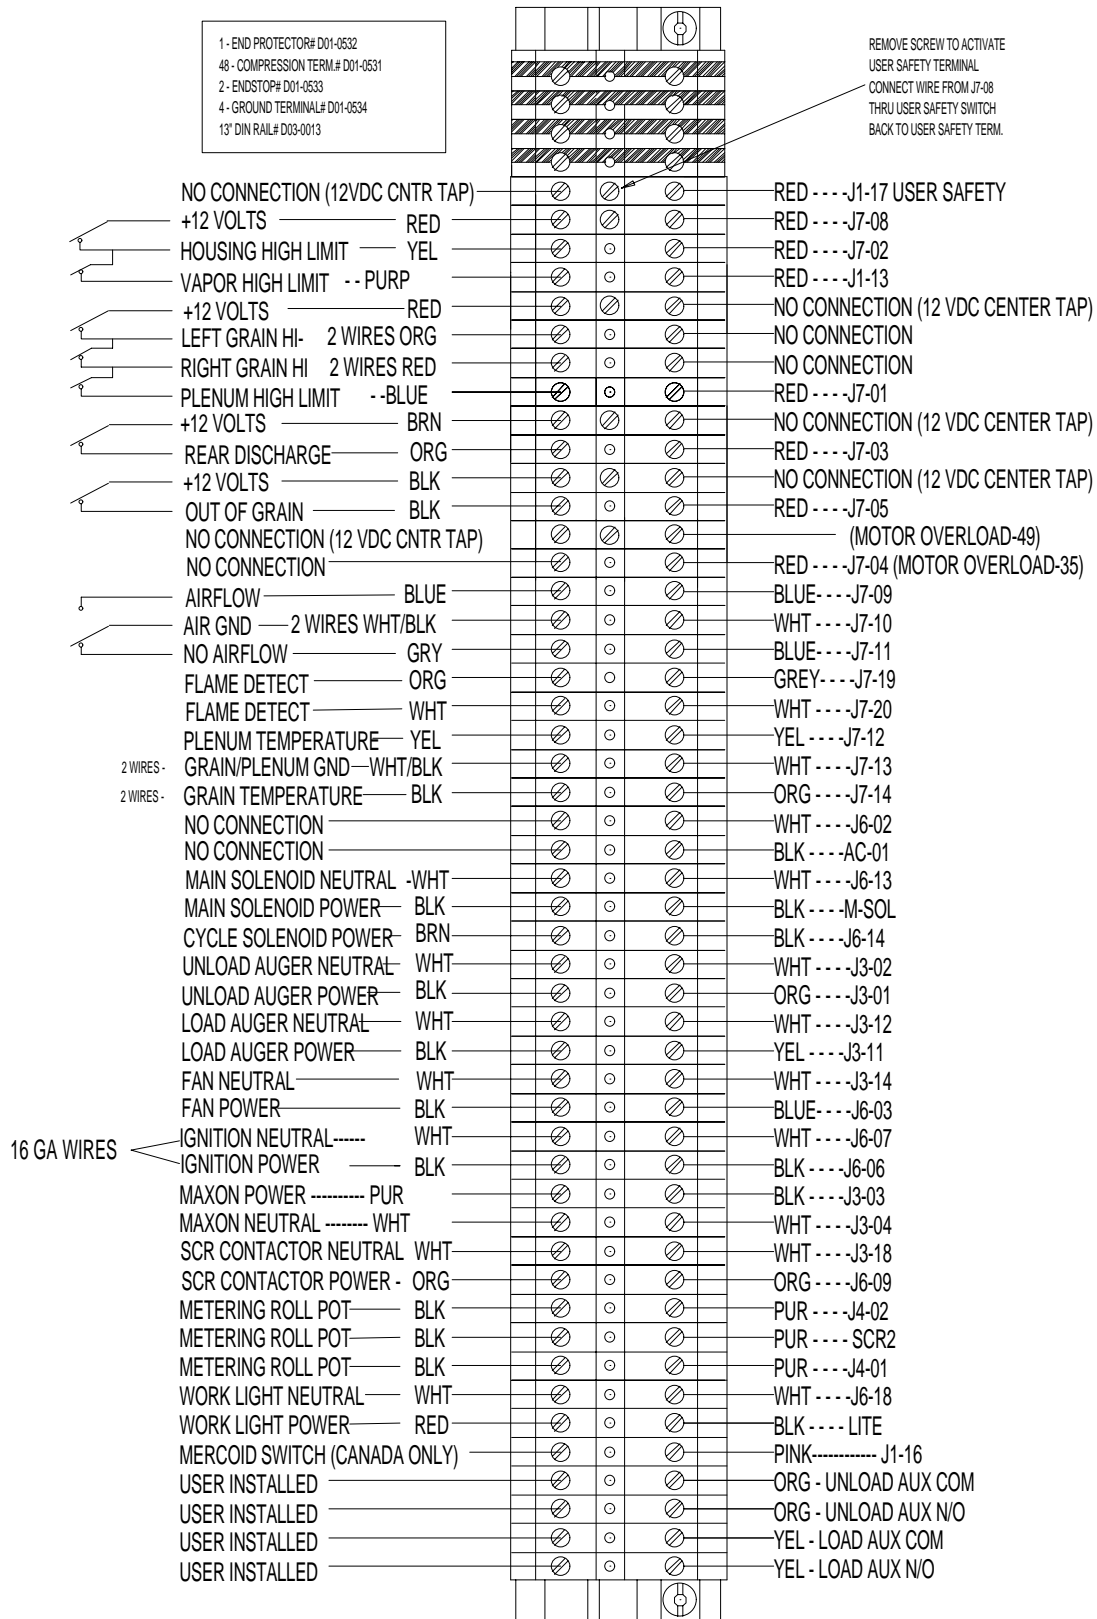 1 - END PROTECTOR# D01-0532
48 - COMPRESSION TERM.# D01-0531
2 - ENDSTOP# D01-0533
4 - GROUND TERMINAL# D01-0534
13" DIN RAIL# D03-0013
REMOVE SCREW TO ACTIVATE
USER SAFETY TERMINAL
CONNECT WIRE FROM J7-08
THRU USER SAFETY SWITCH
BACK TO USER SAFETY TERM.
NO CONNECTION (12VDC CNTR TAP) RED - - - -J1-17 USER SAFETY
+12 VOLTS RED RED - - - -J7-08
HOUSING HIGH LIMIT YEL RED - - - -J7-02
VAPOR HIGH LIMIT - - PURP RED - - - -J1-13
+12 VOLTS RED NO CONNECTION (12 VDC CENTER TAP)
LEFT GRAIN HI- 2 WIRES ORG NO CONNECTION
RIGHT GRAIN HI 2 WIRES RED NO CONNECTION
PLENUM HIGH LIMIT - -BLUE RED - - - -J7-01
+12 VOLTS BRN NO CONNECTION (12 VDC CENTER TAP)
REAR DISCHARGE ORG RED - - - -J7-03
+12 VOLTS BLK NO CONNECTION (12 VDC CENTER TAP)
OUT OF GRAIN BLK RED - - - -J7-05
NO CONNECTION (12 VDC CNTR TAP) (MOTOR OVERLOAD-49)
NO CONNECTION RED - - - -J7-04 (MOTOR OVERLOAD-35)
AIRFLOW BLUE BLUE- - - -J7-09
AIR GND 2 WIRES WHT/BLK WHT - - - -J7-10
NO AIRFLOW GRY BLUE- - - -J7-11
FLAME DETECT ORG GREY- - - -J7-19
FLAME DETECT WHT WHT - - - -J7-20
PLENUM TEMPERATURE YEL YEL - - - -J7-12
2 WIRES - GRAIN/PLENUM GND WHT/BLK WHT - - - -J7-13
2 WIRES - GRAIN TEMPERATURE BLK ORG - - - -J7-14
NO CONNECTION WHT - - - -J6-02
NO CONNECTION BLK - - - -AC-01
MAIN SOLENOID NEUTRAL -WHT WHT - - - -J6-13
MAIN SOLENOID POWER BLK BLK - - - -M-SOL
CYCLE SOLENOID POWER BRN BLK - - - -J6-14
UNLOAD AUGER NEUTRAL WHT WHT - - - -J3-02
UNLOAD AUGER POWER BLK ORG - - - -J3-01
LOAD AUGER NEUTRAL WHT WHT - - - -J3-12
LOAD AUGER POWER BLK YEL - - - -J3-11
FAN NEUTRAL WHT WHT - - - -J3-14
FAN POWER BLK BLUE- - - -J6-03
16 GA WIRES
IGNITION NEUTRAL------ WHT WHT - - - -J6-07
IGNITION POWER BLK BLK - - - -J6-06
MAXON POWER ---------- PUR BLK - - - -J3-03
MAXON NEUTRAL -------- WHT WHT - - - -J3-04
SCR CONTACTOR NEUTRAL WHT WHT - - - -J3-18
SCR CONTACTOR POWER - ORG ORG - - - -J6-09
METERING ROLL POT BLK PUR - - - -J4-02
METERING ROLL POT BLK PUR - - - - SCR2
METERING ROLL POT BLK PUR - - - -J4-01
WORK LIGHT NEUTRAL WHT WHT - - - -J6-18
WORK LIGHT POWER RED BLK - - - - LITE
MERCOID SWITCH (CANADA ONLY) PINK------------ J1-16
USER INSTALLED ORG - UNLOAD AUX COM
USER INSTALLED ORG - UNLOAD AUX N/O
USER INSTALLED YEL - LOAD AUX COM
USER INSTALLED YEL - LOAD AUX N/O